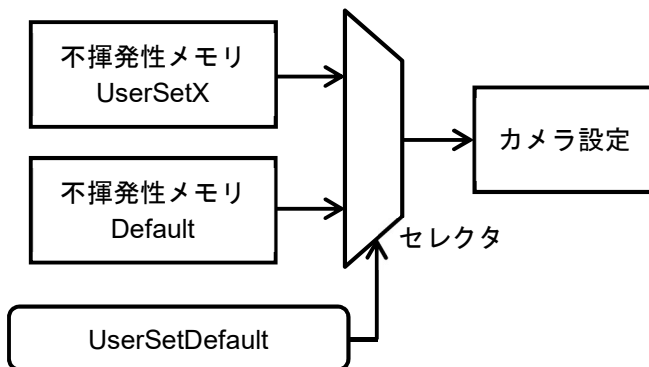 不揮発性メモリ
UserSetX
不揮発性メモリ
Default
カメラ設定
セレクタ
UserSetDefault